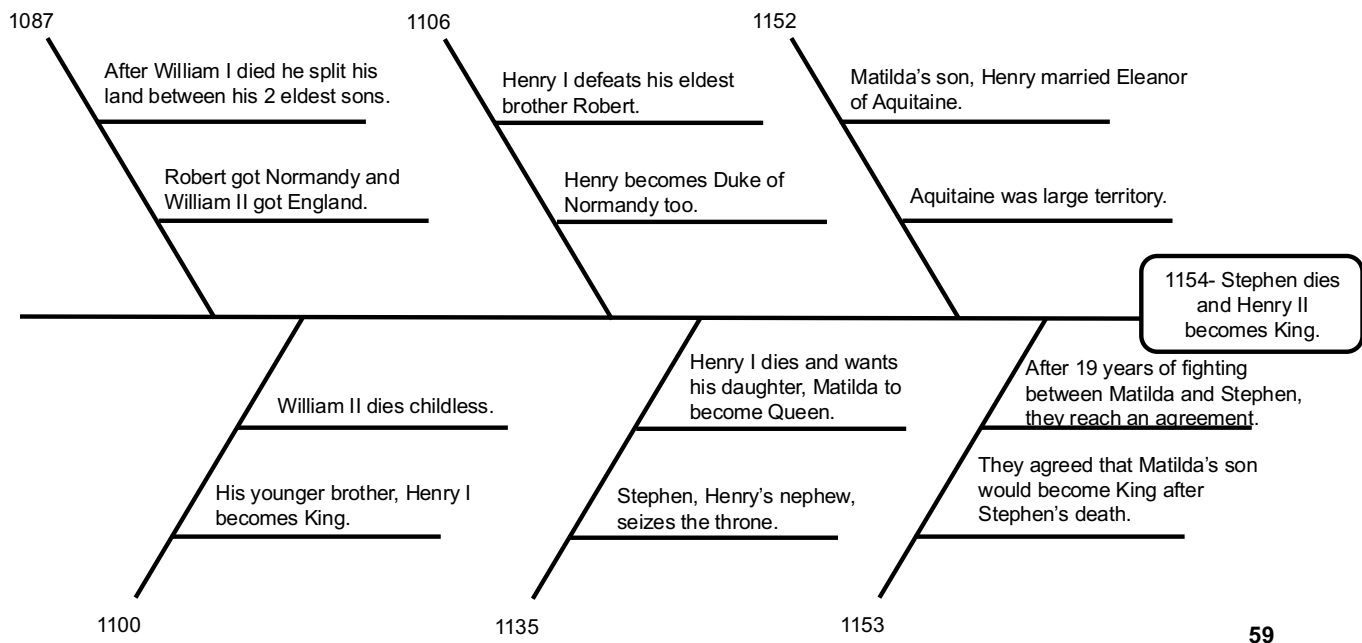 1087
After William I died he split his
land between his 2 eldest sons.
Robert got Normandy and
William II got England.
1106
Henry I defeats his eldest
brother Robert.
Henry becomes Duke of
Normandy too.
1152
Matilda’s son, Henry married Eleanor
of Aquitaine.
Aquitaine was large territory.
1154- Stephen dies
and Henry II
becomes King.
William II dies childless.
His younger brother, Henry I
becomes King.
1100
Henry I dies and wants
his daughter, Matilda to
become Queen.
Stephen, Henry’s nephew,
seizes the throne.
1135
After 19 years of fighting
between Matilda and Stephen,
they reach an agreement.
They agreed that Matilda’s son
would become King after
Stephen’s death.
1153
59